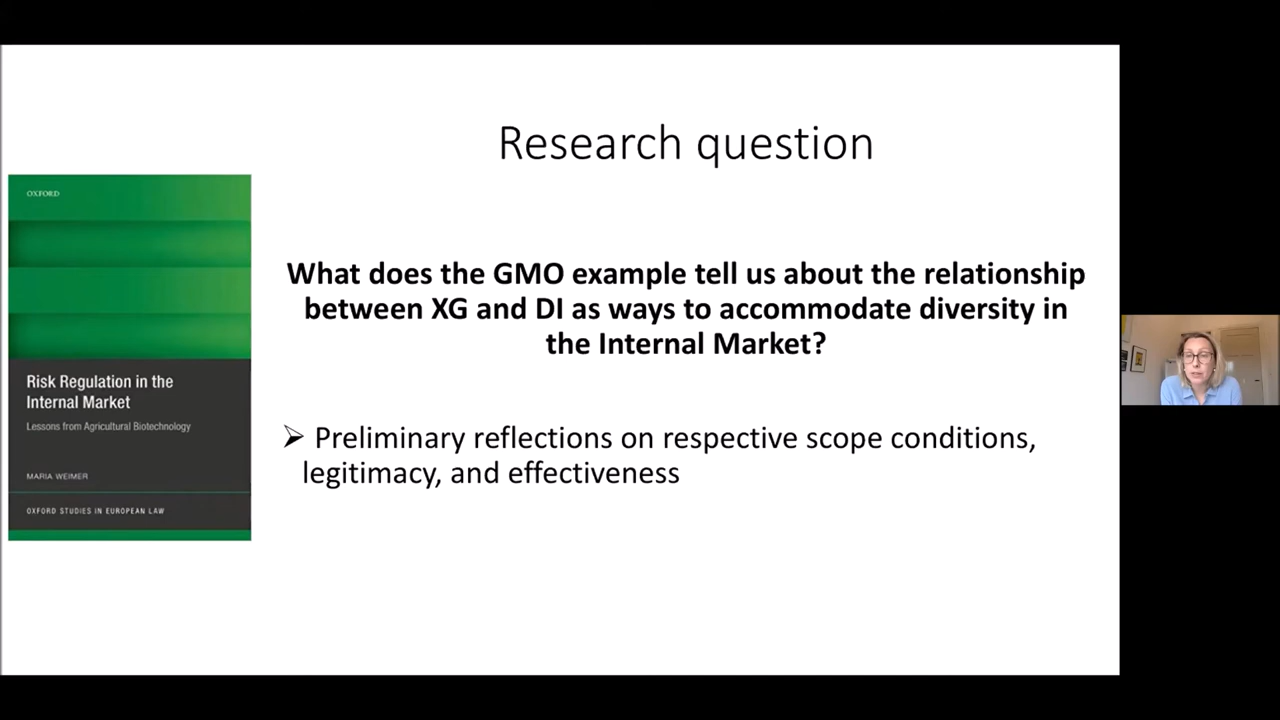 Research question
OXFORD
Risk Regulation in the
Internal Market
Lessons from Agricultural Biotechnology
MARIA WEIMER
OXFORD STUDIES IN EUROPEAN LAW
What does the GMO example tell us about the relationship
between XG and DI as ways to accommodate diversity in
the Internal Market?
➢ Preliminary reflections on respective scope conditions,
legitimacy, and effectiveness